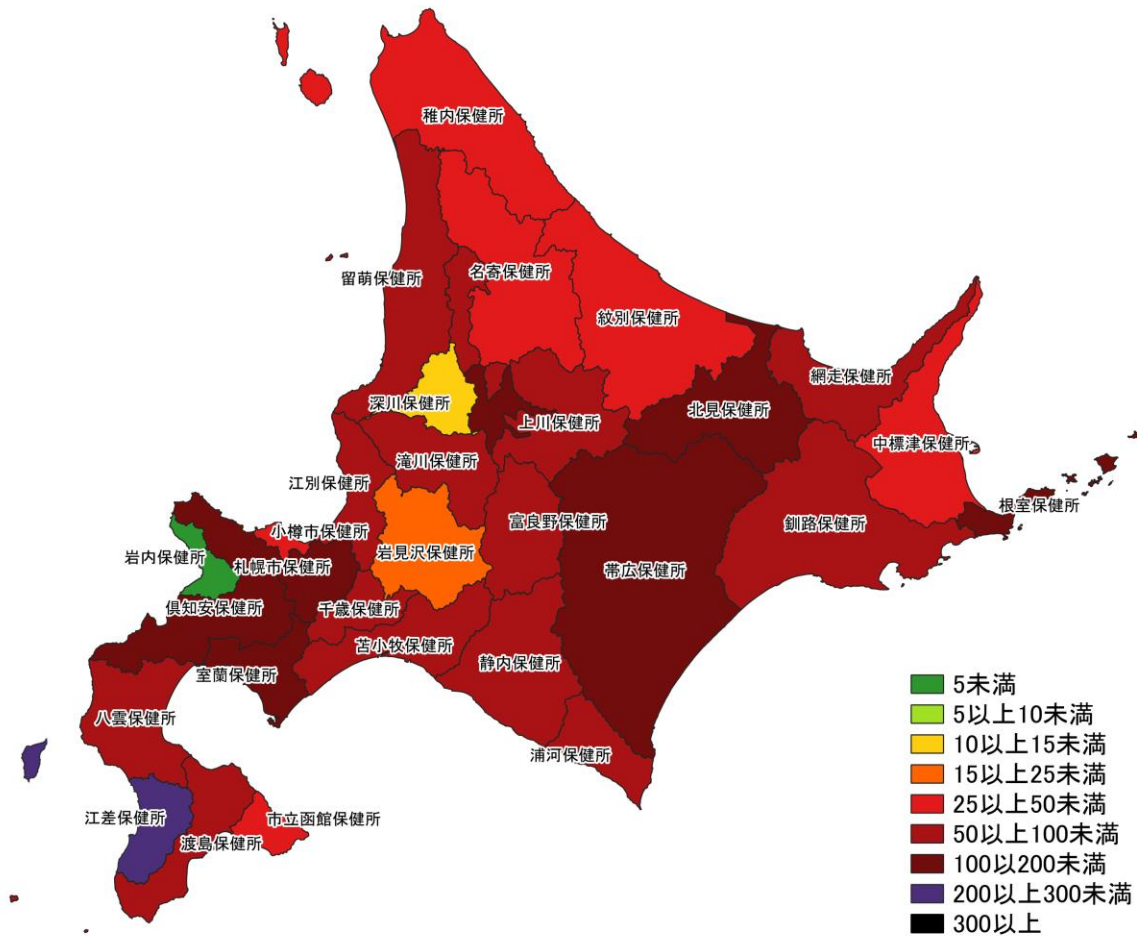 稚内保健所
名寄保健所
留萌保健所
紋別保健所
網走保健所
深川保健所
北見保健所
上川保健所
中標津保健所
滝川保健所
江別保健所
根室保健所
富良野保健所
釧路保健所
小樽市保健所
岩見沢保健所
岩内保健所
札幌市保健所
帯広保健所
倶知安保健所
千歳保健所
苫小牧保健所
静内保健所
室蘭保健所
八雲保健所
浦河保健所
江差保健所
市立函館保健所
渡島保健所
5未満
5以上10未満
10以上15未満
15以上25未満
25以上50未満
50以上100未満
100以200未満
200以上300未満
300以上